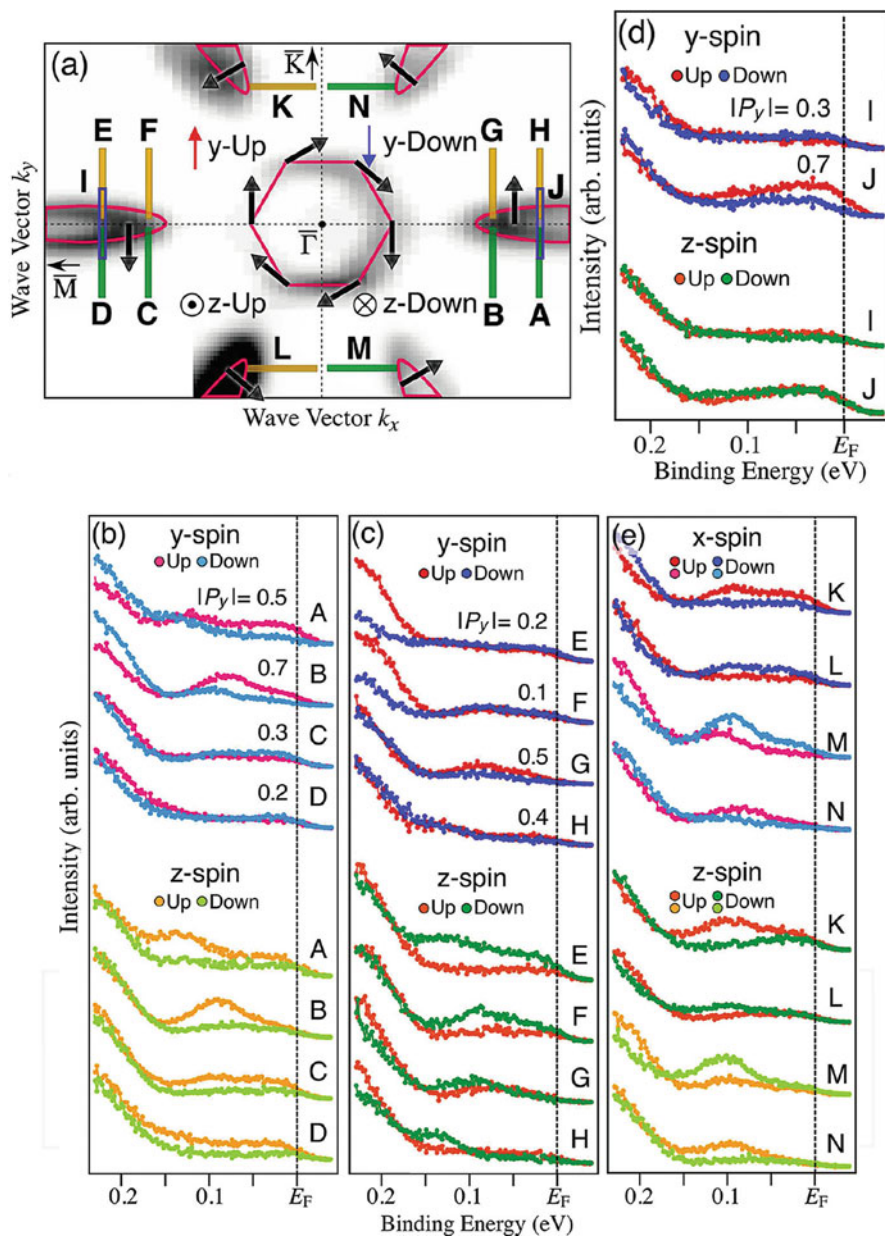 (a)
K̅
K N
E F
y-Up y-Down
G H
I J
Γ̅
M̅
D C
z-Up z-Down
B A
L M
Wave Vector ky
Wave Vector kx
(d)
y-spin
Up Down
|Py| = 0.3 I
0.7 J
z-spin
Up Down
I
J
Intensity (arb. units)
0.2 0.1 EF
Binding Energy (eV)
(b)
y-spin
Up Down
|Py| = 0.5 A
0.7 B
0.3 C
0.2 D
z-spin
Up Down
A
B
C
D
Intensity (arb. units)
0.2 0.1 EF
(c)
y-spin
Up Down
|Py| = 0.2
E
0.1 F
0.5 G
0.4 H
z-spin
Up Down
E
F
G
H
0.2 0.1 EF
Binding Energy (eV)
(e)
x-spin
Up Down
K
L
M
N
z-spin
Up Down
K
L
M
N
0.2 0.1 EF